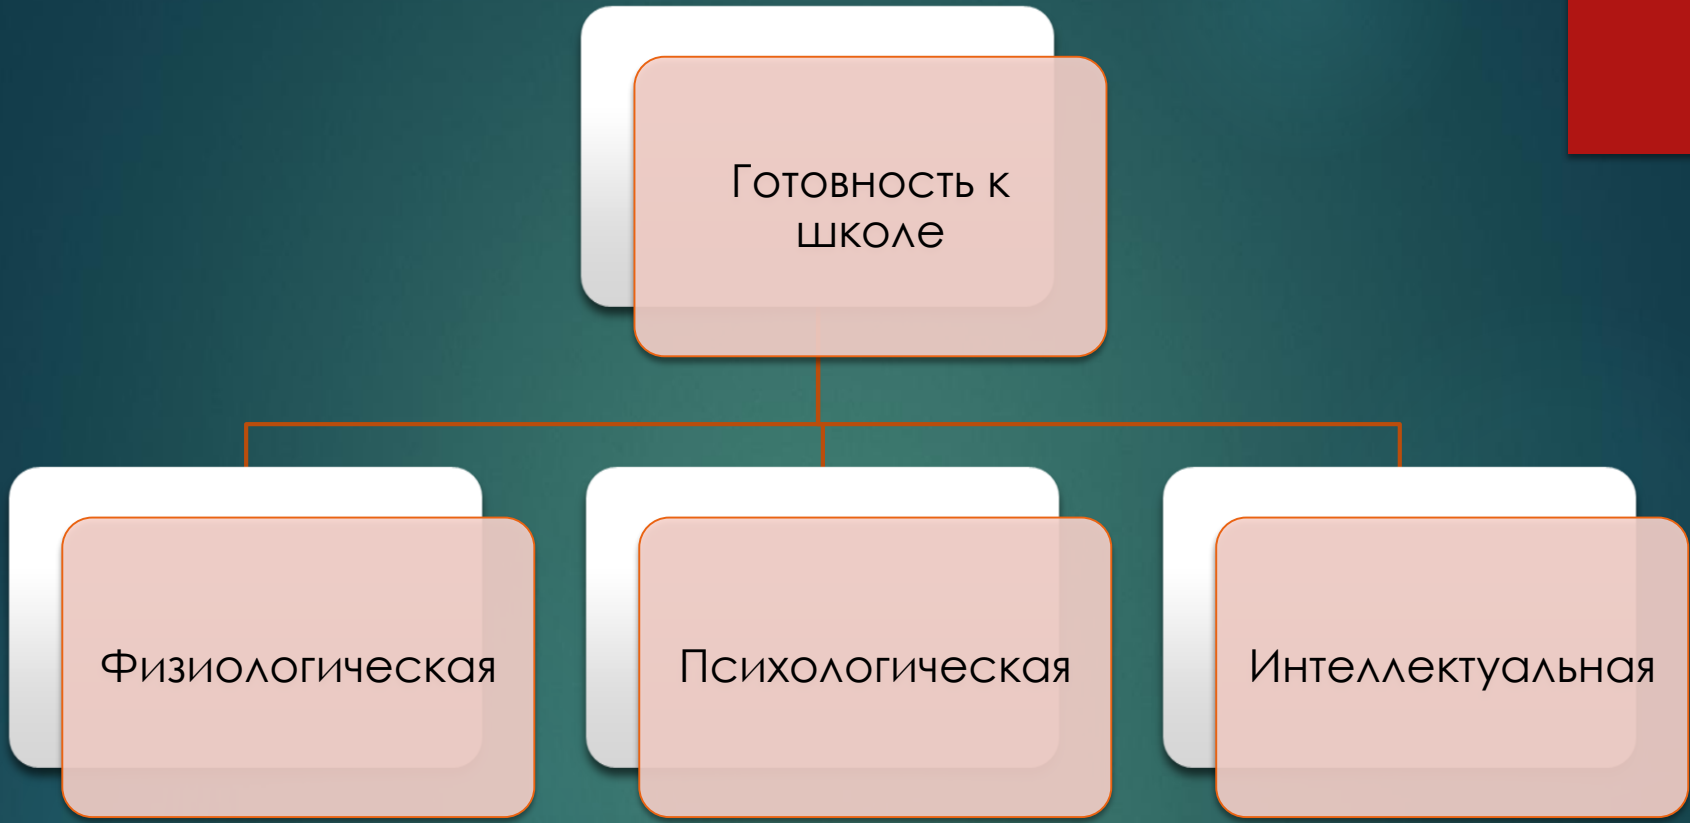 Готовность к
школе
Физиологическая
Психологическая
Интеллектуальная